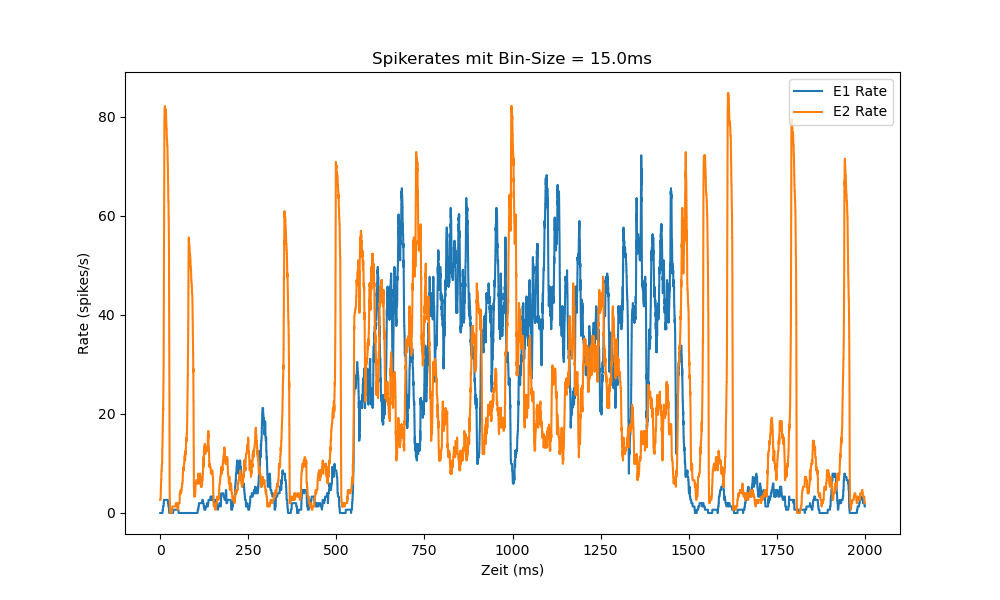 Spikerates mit Bin-Size = 15.0ms
E1 Rate
E2 Rate
Rate (spikes/s)
80
60
40
20
0
0 250 500 750 1000 1250 1500 1750 2000
Zeit (ms)